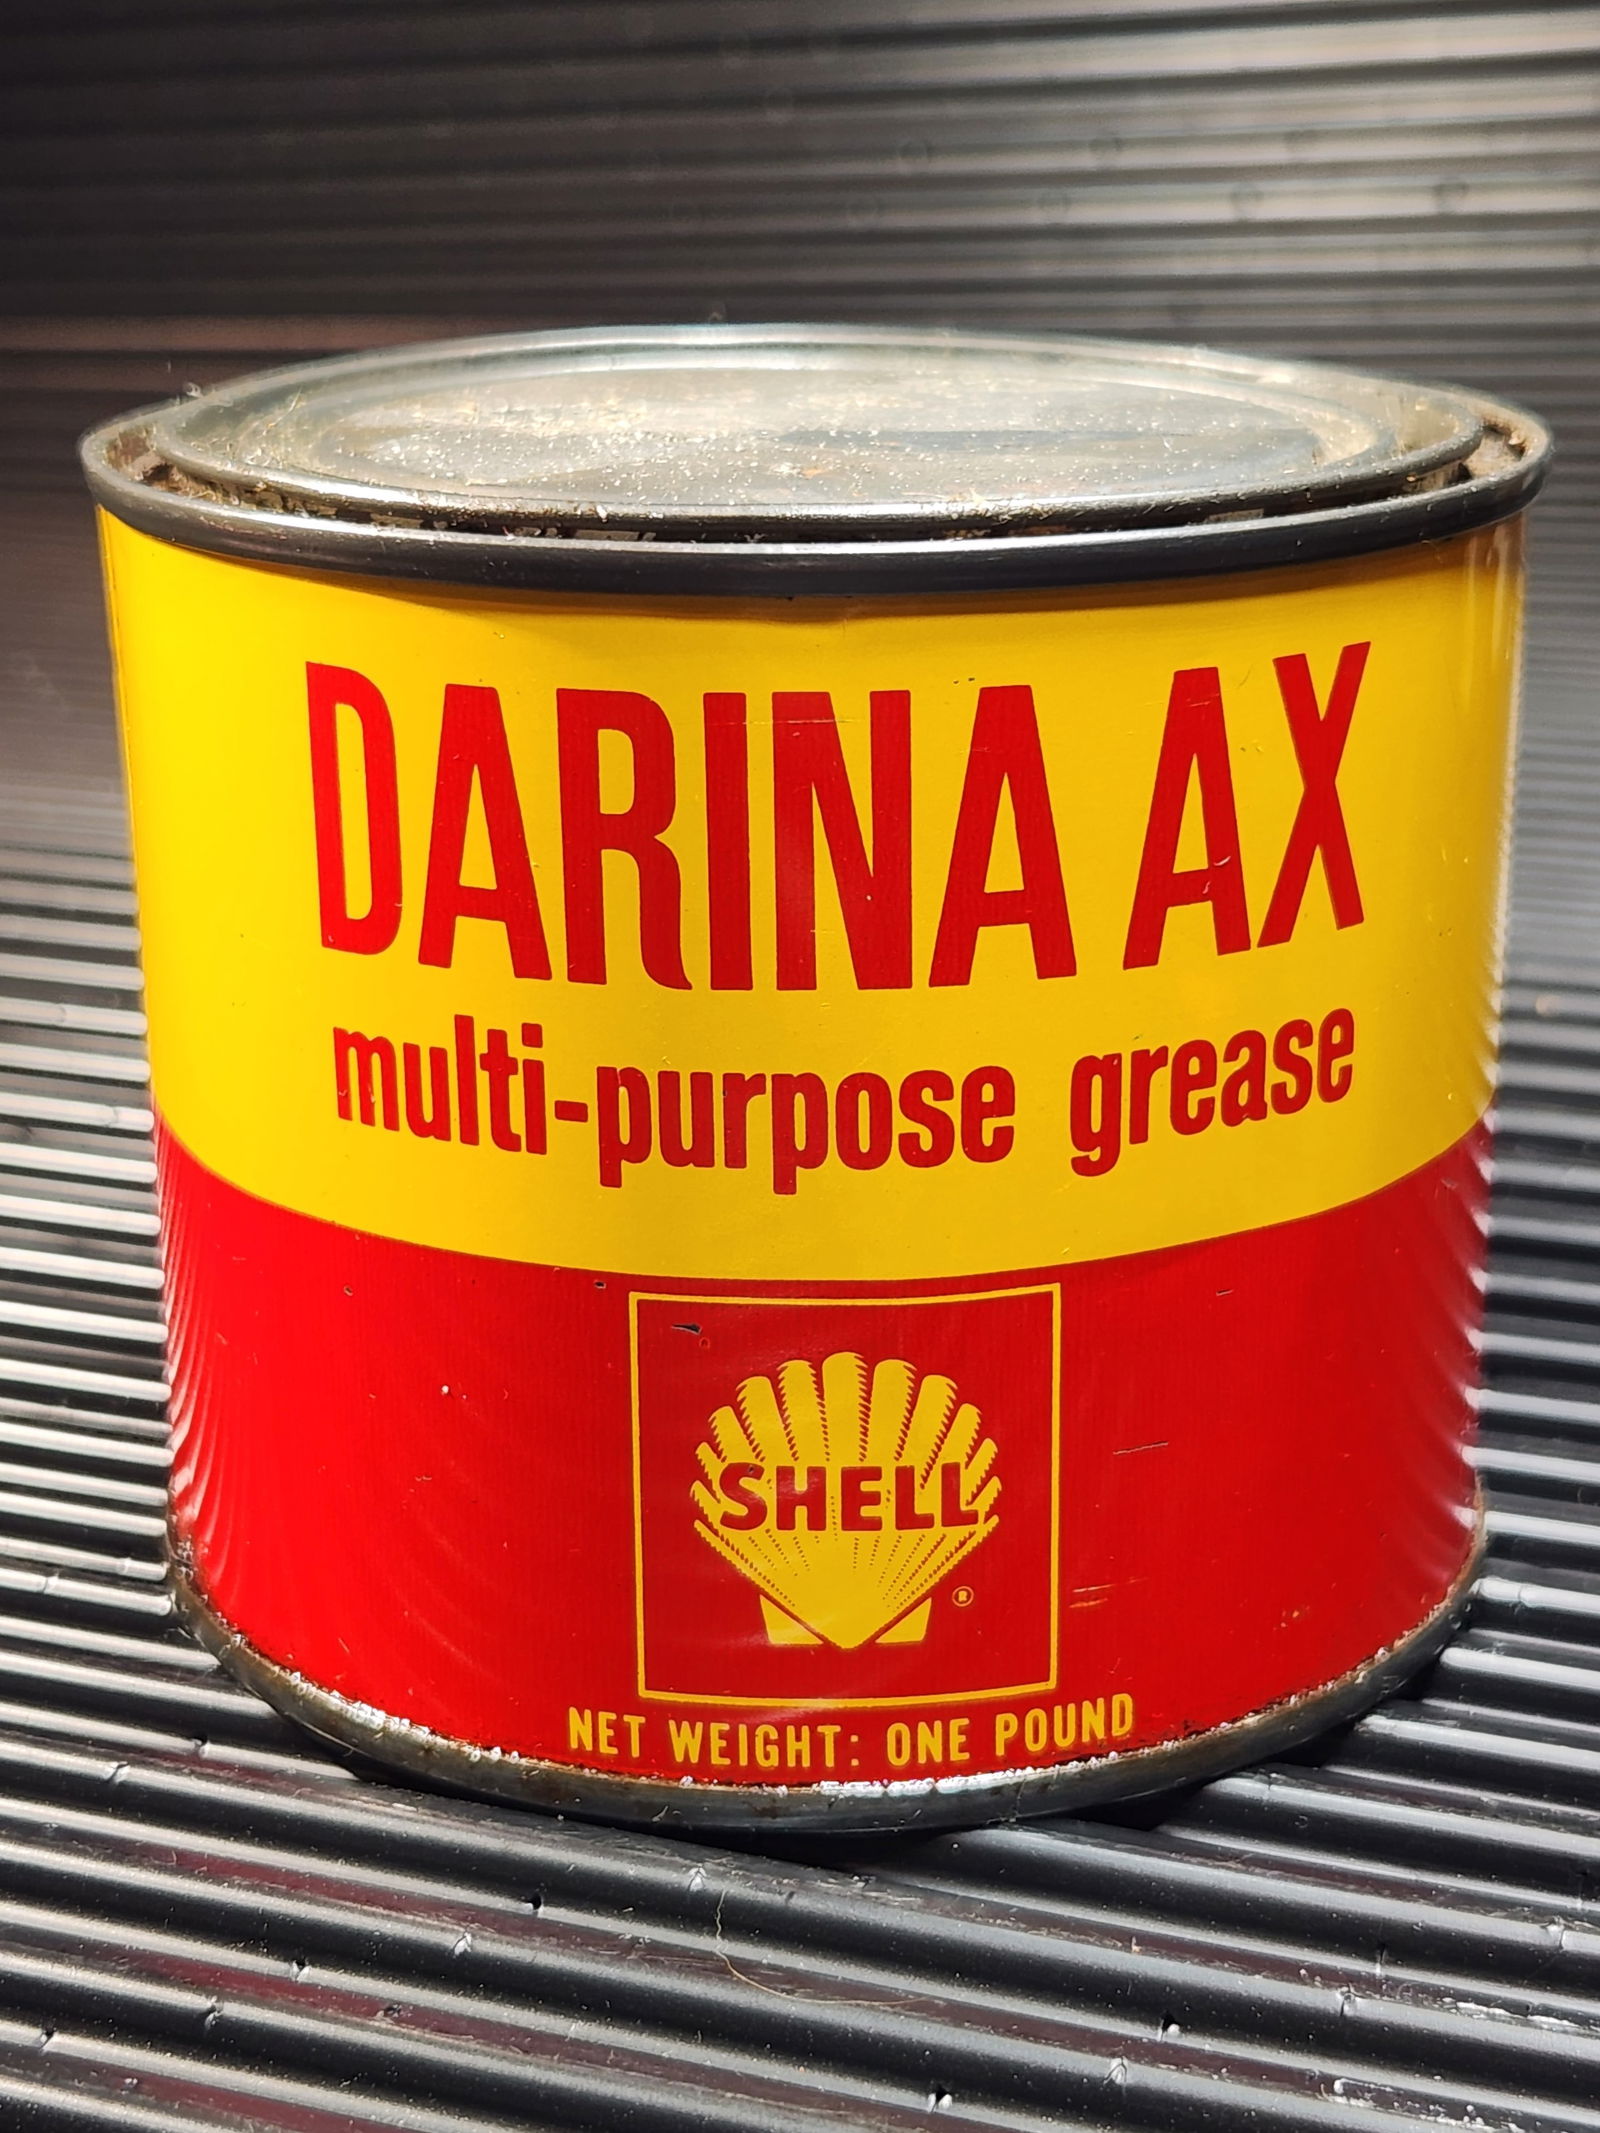 DARINA AX
multi-purpose grease
SHELL
®
NET WEIGHT: ONE POUND